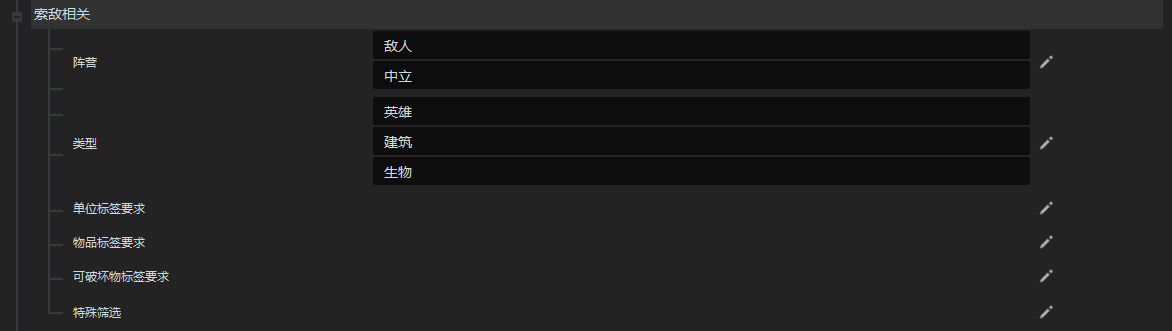 索敌相关
阵营
敌人
中立
类型
英雄
建筑
生物
单位标签要求
物品标签要求
可破坏物标签要求
特殊筛选